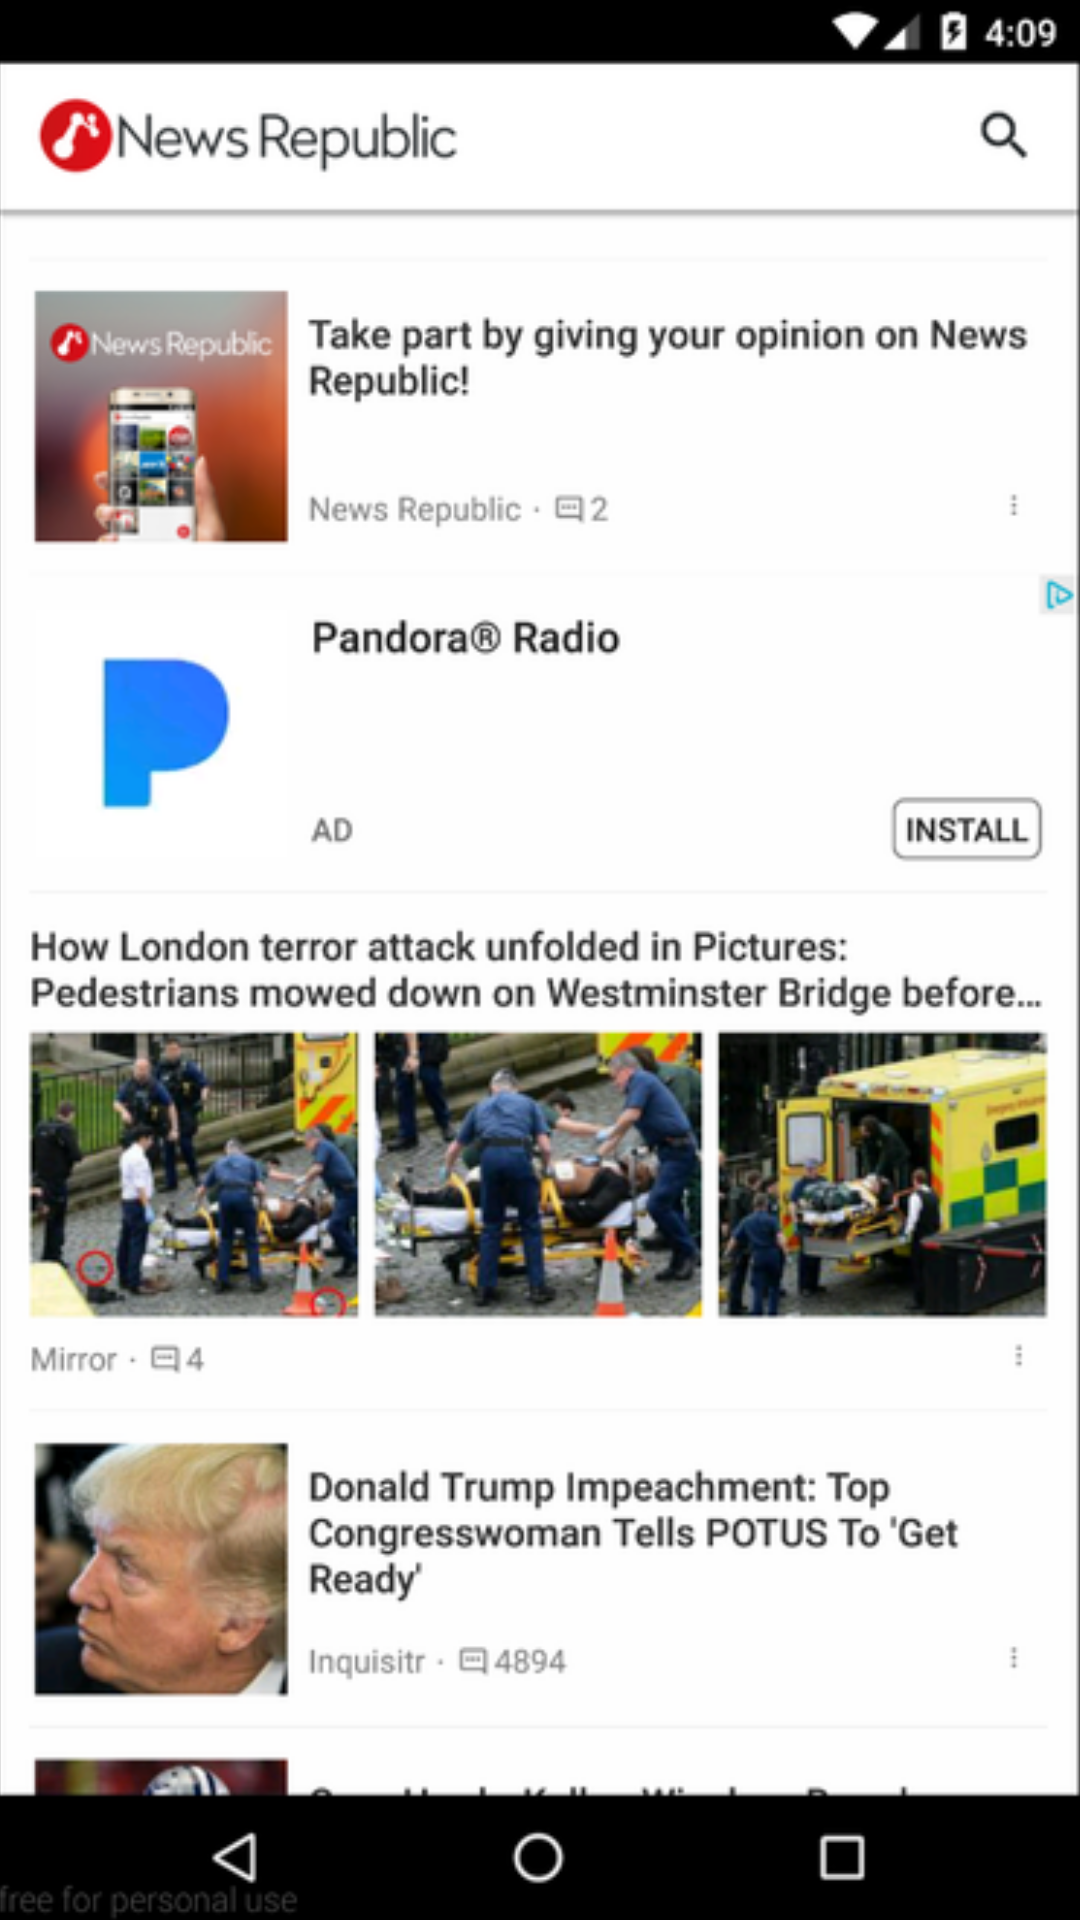 4:09
News Republic
News Republic
Take part by giving your opinion on News
Republic!
News Republic · 2
Pandora® Radio
AD
INSTALL
How London terror attack unfolded in Pictures:
Pedestrians mowed down on Westminster Bridge before...
Mirror · 4
Donald Trump Impeachment: Top
Congresswoman Tells POTUS To 'Get
Ready'
Inquisitr · 4894
free for personal use